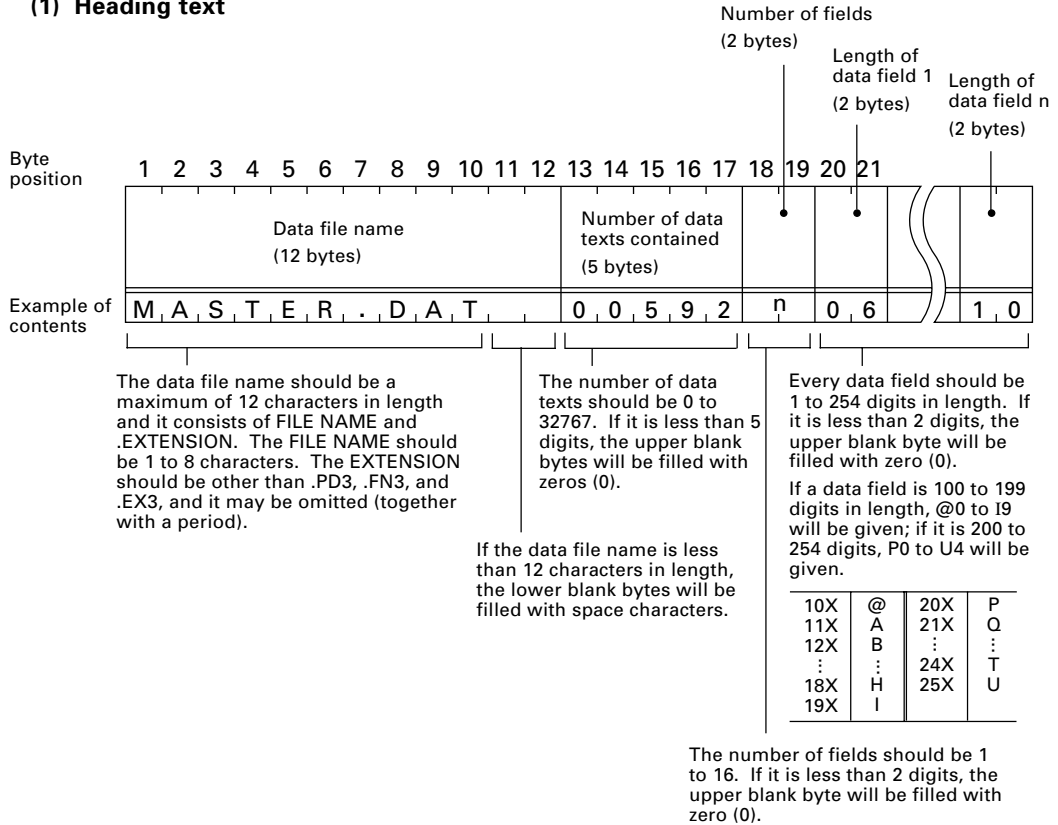 (1) Heading text
Number of fields
(2 bytes)
Length of
data field 1
(2 bytes)
Length of
data field n
(2 bytes)
Byte
position
1 2 3 4 5 6 7 8 9 10 11 12 13 14 15 16 17 18 19 20 21
Data file name
(12 bytes)
Number of data
texts contained
(5 bytes)
Example of
contents
M A S T E R . D A T 0 0 5 9 2 n 0 6 1 0
The data file name should be a
maximum of 12 characters in length
and it consists of FILE NAME and
.EXTENSION. The FILE NAME should
be 1 to 8 characters. The EXTENSION
should be other than .PD3, .FN3, and
.EX3, and it may be omitted (together
with a period).
If the data file name is less
than 12 characters in length,
the lower blank bytes will be
filled with space characters.
The number of data
texts should be 0 to
32767. If it is less than 5
digits, the upper blank
bytes will be filled with
zeros (0).
Every data field should be
1 to 254 digits in length. If
it is less than 2 digits, the
upper blank byte will be
filled with zero (0).
If a data field is 100 to 199
digits in length, @0 to I9
will be given; if it is 200 to
254 digits, P0 to U4 will be
given.
10X @ 20X P
11X A 21X Q
12X B ⋮ ⋮
⋮ ⋮ 24X T
18X H 25X U
19X I
The number of fields should be 1
to 16. If it is less than 2 digits, the
upper blank byte will be filled with
zero (0).